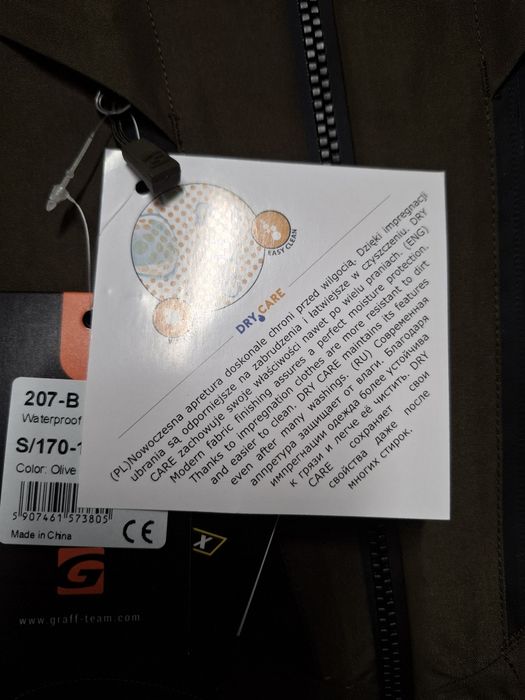 EASY CLEAN
DRY CARE
(PL)Nowoczesna apretura doskonale chroni przed wilgocią. Dzięki impregnacji
ubrania są odporniejsze na zabrudzenia i łatwiejsze w czyszczeniu. DRY
CARE zachowuje swoje właściwości nawet po wielu praniach. (ENG)
Modern fabric finishing assures a perfect moisture protection.
Thanks to impregnation clothes are more resistant to dirt
and easier to clean. DRY CARE maintains its features
even after many washings. (RU) Современная
аппретура защищает от влаги. Благодаря
импрегнации одежда более устойчива
к грязи и легче её чистить. DRY
CARE сохраняет свои
свойства даже после
многих стирок.
207-B
Waterproof
S/170-1
Color: Olive
5 907461 573805
Made in China
CE
X
G
www.graff-team.com